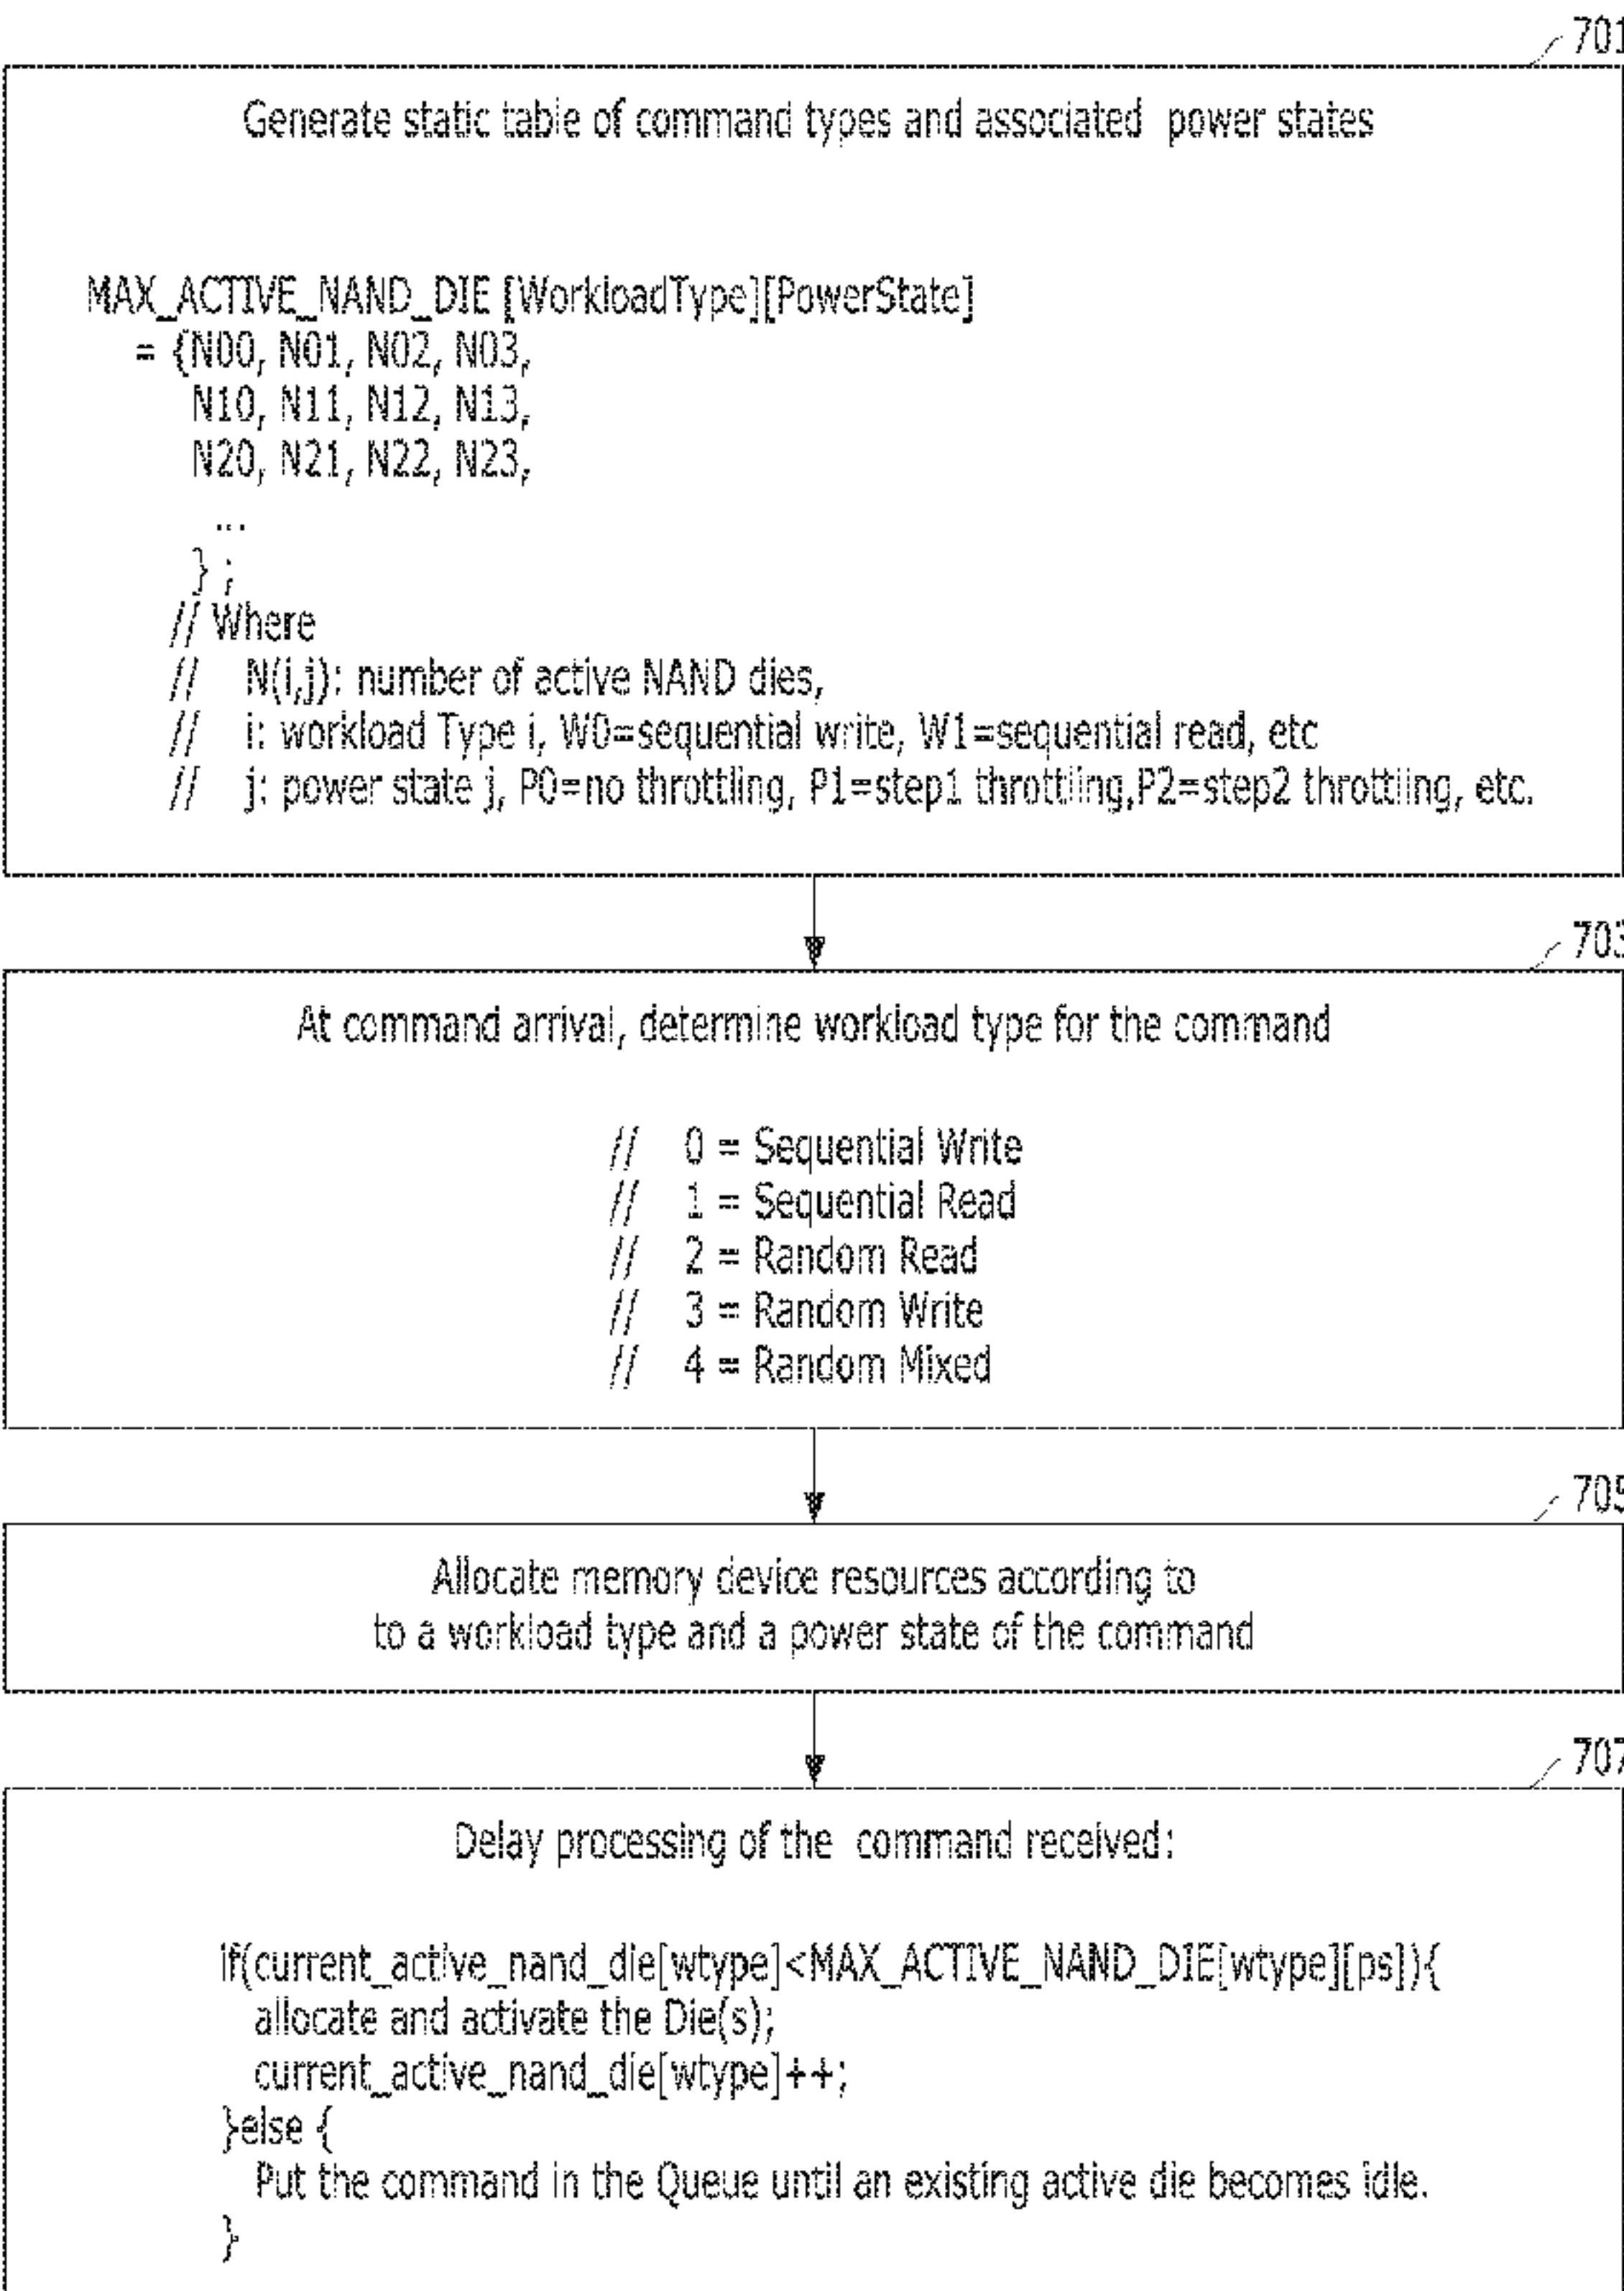 701
Generate static table of command types and associated power states
MAX_ACTIVE_NAND_DIE [WorkloadType][PowerState]
= {N00, N01, N02, N03,
N10, N11, N12, N13,
N20, N21, N22, N23,
...
} ;
// Where
// N(i,j): number of active NAND dies,
// i: workload Type i, W0=sequential write, W1=sequential read, etc
// j: power state j, P0=no throttling, P1=step1 throttling,P2=step2 throttling, etc.
703
At command arrival, determine workload type for the command
// 0 = Sequential Write
// 1 = Sequential Read
// 2 = Random Read
// 3 = Random Write
// 4 = Random Mixed
705
Allocate memory device resources according to
to a workload type and a power state of the command
707
Delay processing of the command received:
if(current_active_nand_die[wtype]<MAX_ACTIVE_NAND_DIE[wtype][ps]){
allocate and activate the Die(s);
current_active_nand_die[wtype]++;
}else {
Put the command in the Queue until an existing active die becomes idle.
}